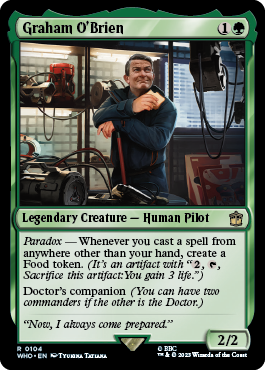 Graham O'Brien 1
Legendary Creature — Human Pilot
Paradox — Whenever you cast a spell from
anywhere other than your hand, create a
Food token. (It's an artifact with “2, T,
Sacrifice this artifact:You gain 3 life.”)
Doctor's companion (You can have two
commanders if the other is the Doctor.)
“Now, I always come prepared.”
2/2
R 0104
WHO • EN Tyukina Tatiana
© BBC
™ & © 2023 Wizards of the Coast